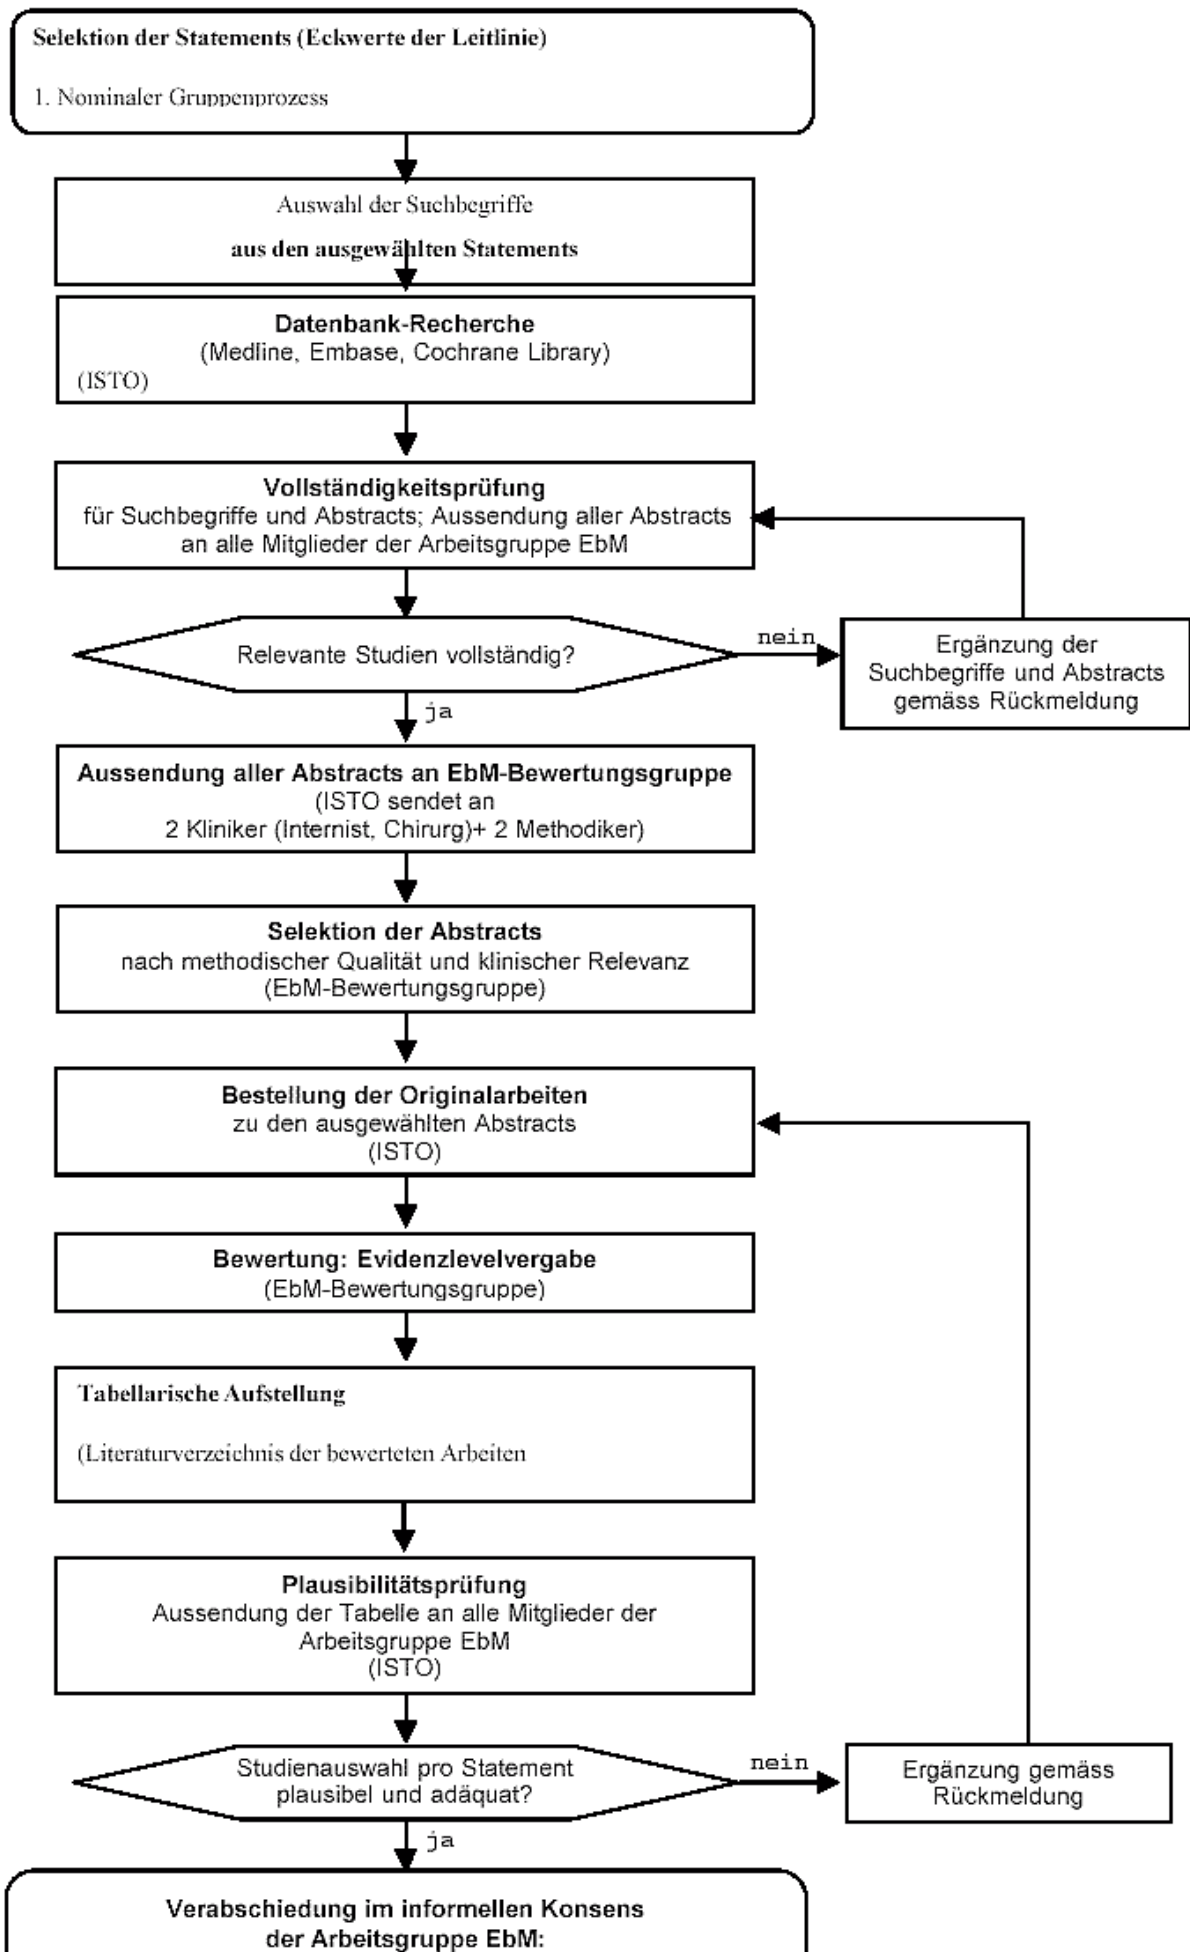 Selektion der Statements (Eckwerte der Leitlinie)
1. Nominaler Gruppenprozess
Auswahl der Suchbegriffe
aus den ausgewählten Statements
Datenbank-Recherche
(Medline, Embase, Cochrane Library)
(ISTO)
Vollständigkeitsprüfung
für Suchbegriffe und Abstracts; Aussendung aller Abstracts
an alle Mitglieder der Arbeitsgruppe EbM
Relevante Studien vollständig?
nein
Ergänzung der
Suchbegriffe und Abstracts
gemäss Rückmeldung
ja
Aussendung aller Abstracts an EbM-Bewertungsgruppe
(ISTO sendet an
2 Kliniker (Internist, Chirurg)+ 2 Methodiker)
Selektion der Abstracts
nach methodischer Qualität und klinischer Relevanz
(EbM-Bewertungsgruppe)
Bestellung der Originalarbeiten
zu den ausgewählten Abstracts
(ISTO)
Bewertung: Evidenzlevelvergabe
(EbM-Bewertungsgruppe)
Tabellarische Aufstellung
(Literaturverzeichnis der bewerteten Arbeiten
Plausibilitätsprüfung
Aussendung der Tabelle an alle Mitglieder der
Arbeitsgruppe EbM
(ISTO)
Studienauswahl pro Statement
plausibel und adäquat?
nein
Ergänzung gemäss
Rückmeldung
ja
Verabschiedung im informellen Konsens
der Arbeitsgruppe EbM: